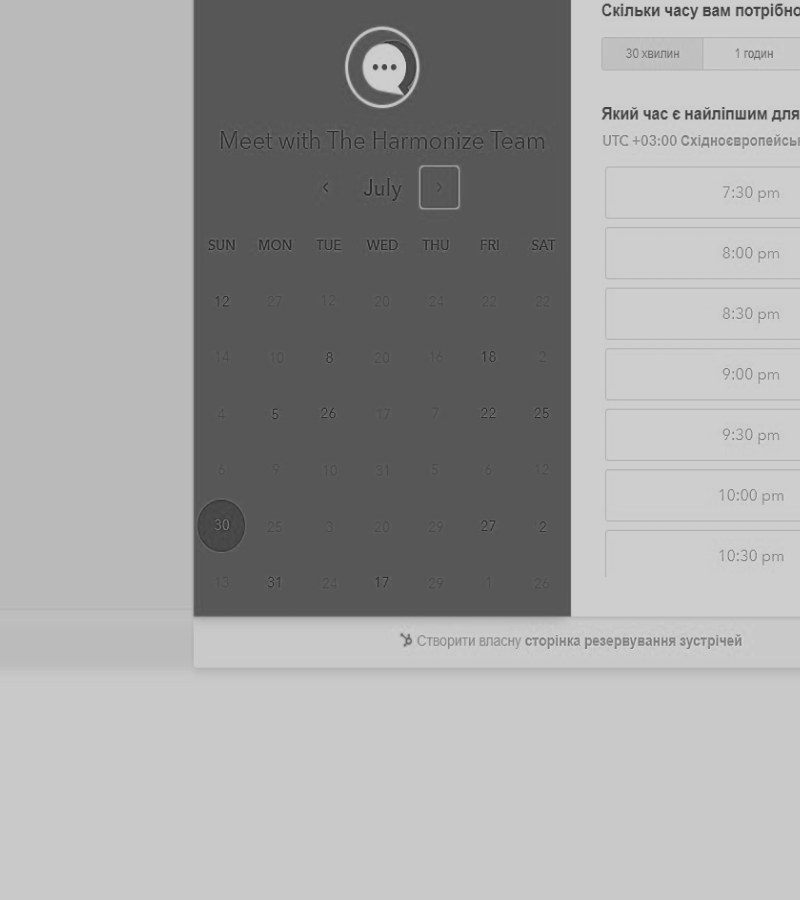 Meet with The Harmonize Team
July
SUN MON TUE WED THU FRI SAT
12 27 12 20 24 22 22
14 10 8 20 16 18 2
4 5 26 17 7 22 25
6 9 10 31 5 6 12
30 25 3 20 29 27 2
13 31 24 17 29 1 26
Скільки часу вам потрібно
30 хвилин
1 годин
Який час є найліпшим для
UTC +03:00 Східноєвропейсь
7:30 pm
8:00 pm
8:30 pm
9:00 pm
9:30 pm
10:00 pm
10:30 pm
Створити власну сторінка резервування зустрічей